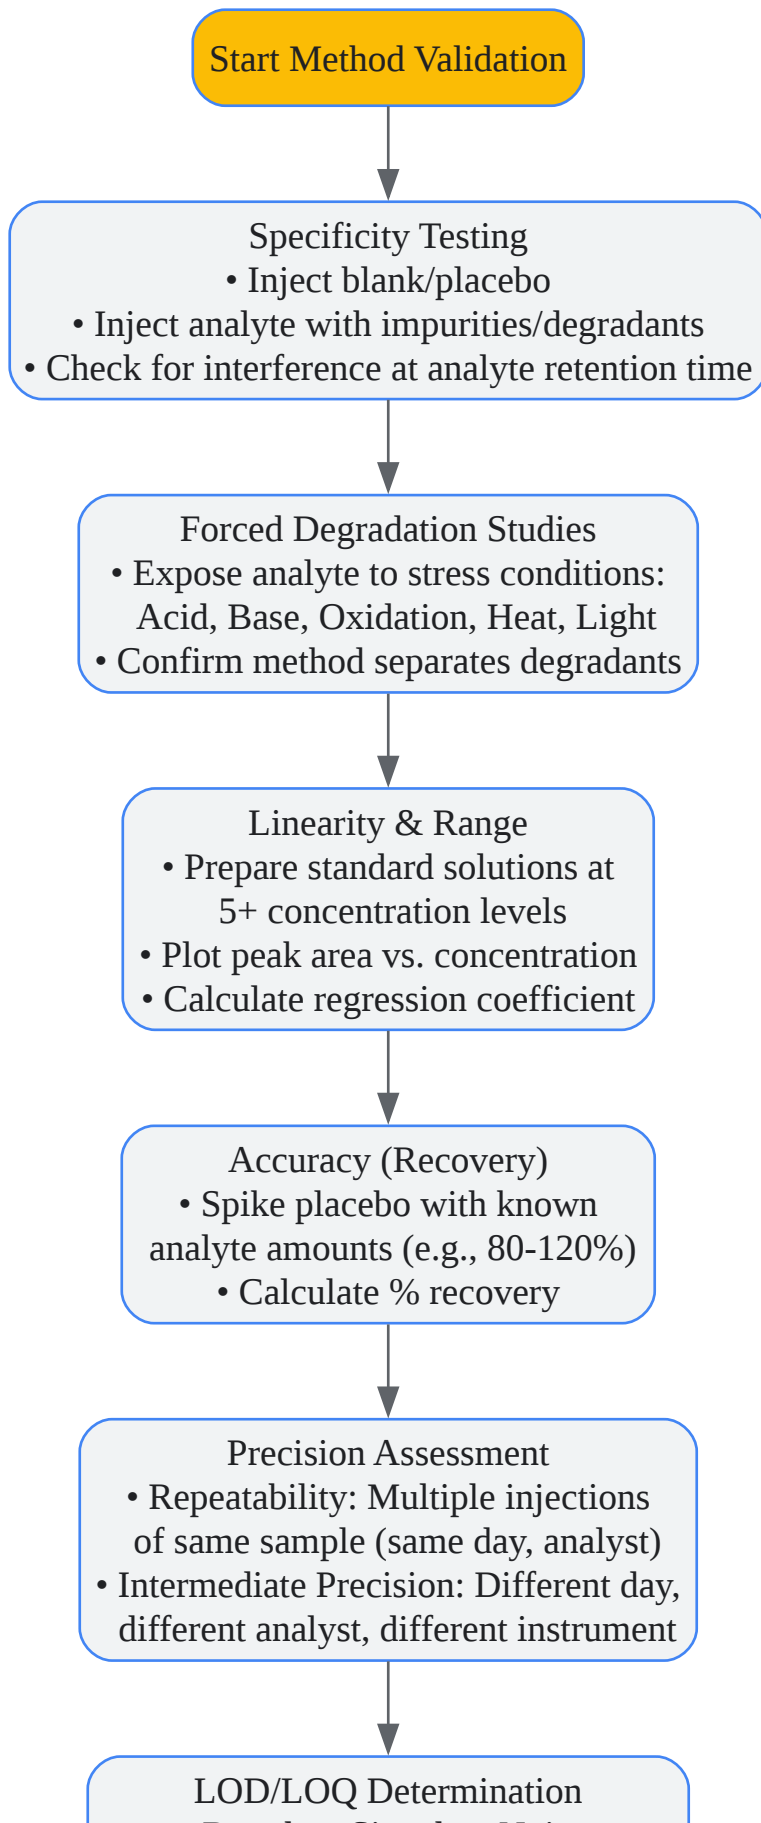 Start Method Validation
Specificity Testing
• Inject blank/placebo
• Inject analyte with impurities/degradants
• Check for interference at analyte retention time
Forced Degradation Studies
• Expose analyte to stress conditions:
Acid, Base, Oxidation, Heat, Light
• Confirm method separates degradants
Linearity & Range
• Prepare standard solutions at
5+ concentration levels
• Plot peak area vs. concentration
• Calculate regression coefficient
Accuracy (Recovery)
• Spike placebo with known
analyte amounts (e.g., 80-120%)
• Calculate % recovery
Precision Assessment
• Repeatability: Multiple injections
of same sample (same day, analyst)
• Intermediate Precision: Different day,
different analyst, different instrument
LOD/LOQ Determination